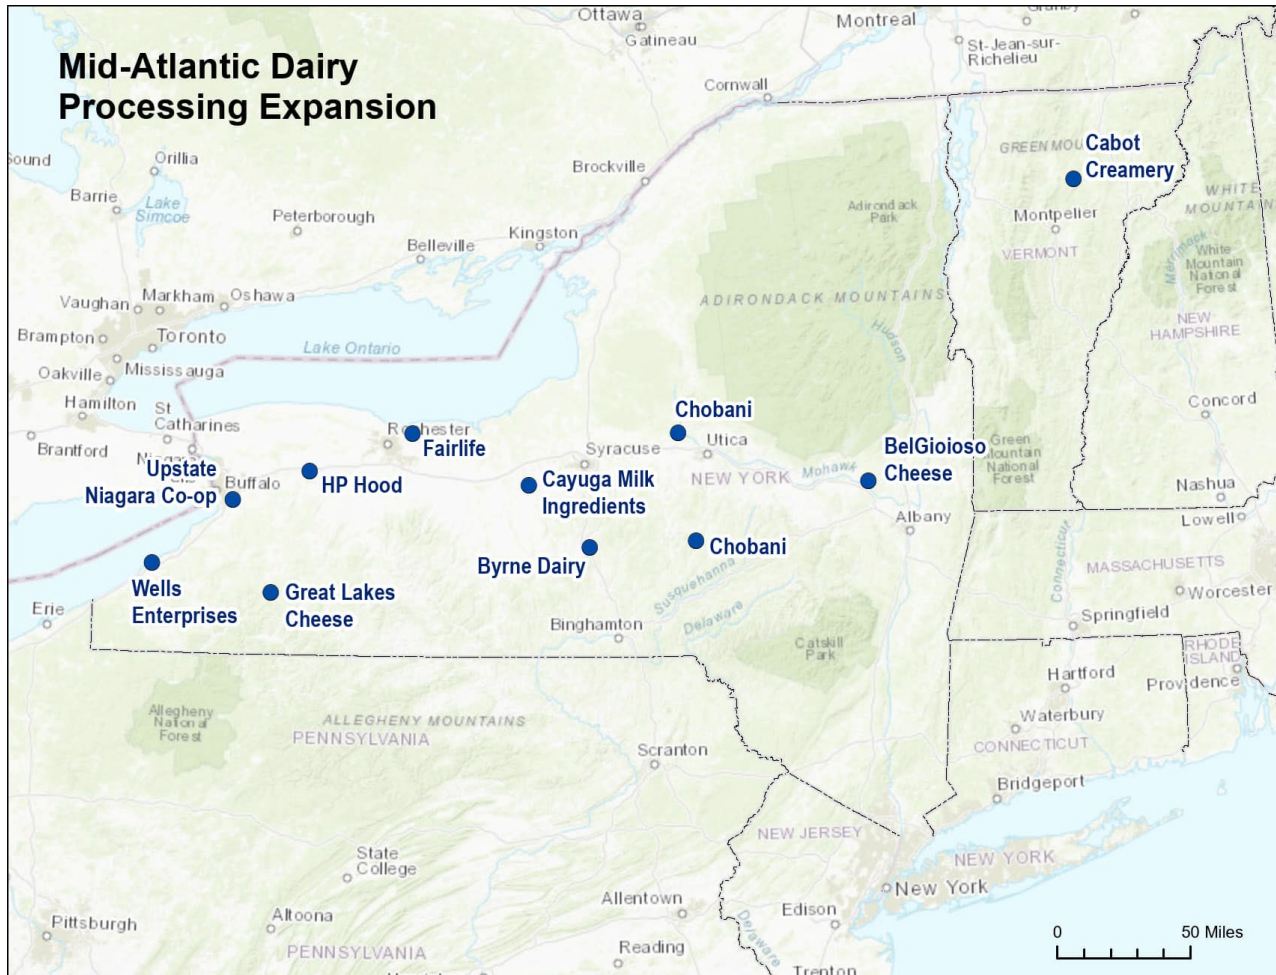 Mid-Atlantic Dairy
Processing Expansion
Ottawa
Gatineau
Montreal
St-Jean-sur-
Richelieu
Cornwall
Sound
Orillia
Barrie
Lake
Simcoe
Peterborough
Belleville
Kingston
Brockville
GREEN MOU
Cabot
Creamery
Montpelier
VERMONT
WHITE
MOUNTAIN
White
Mountain
National
Forest
Merrimack
NEW
HAMPSHIRE
Adirondack
Park
ADIRONDACK MOUNTAINS
Hudson
Vaughan
Markham
Oshawa
Brampton
Toronto
Mississauga
Oakville
Hamilton
St
Catharines
Brantford
Lake Ontario
Concord
Chobani
Utica
Rochester
Fairlife
Syracuse
NEW YORK
Mohawk
BelGioioso
Cheese
Green
Mountain
National
Forest
Upstate
Niagara Co-op
Buffalo
HP Hood
Cayuga Milk
Ingredients
Nashua
Lowell
Albany
Byrne Dairy
Chobani
Susquehanna
Delaware
Connecticut
MASSACHUSETTS
Worcester
Wells
Enterprises
Great Lakes
Cheese
Erie
Binghamton
Catskill
Park
Springfield
RHODE
ISLAND
Hartford
Providence
Allegheny
National
Forest
ALLEGHENY MOUNTAINS
PENNSYLVANIA
Waterbury
CONNECTICUT
Scranton
Bridgeport
NEW JERSEY
NEW YORK
State
College
New York
Allentown
Edison
Altoona
Pittsburgh
PENNSYLVANIA
Reading
Delaware
Trenton
0
50 Miles